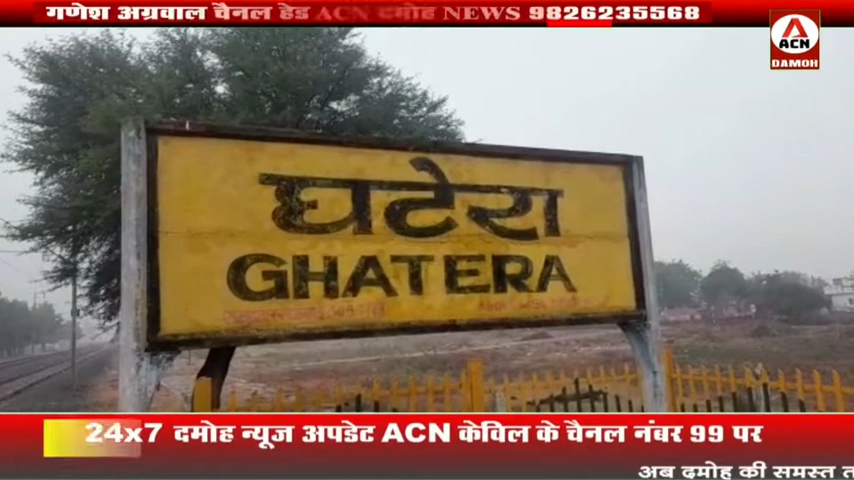 गणेश अग्रवाल चैनल हेड ACN दमोह NEWS 9826235568
ACN
DAMOH
घटेरा
GHATERA
24x7 दमोह न्यूज अपडेट ACN केविल के चैनल नंबर 99 पर
अब दमोह की समस्त